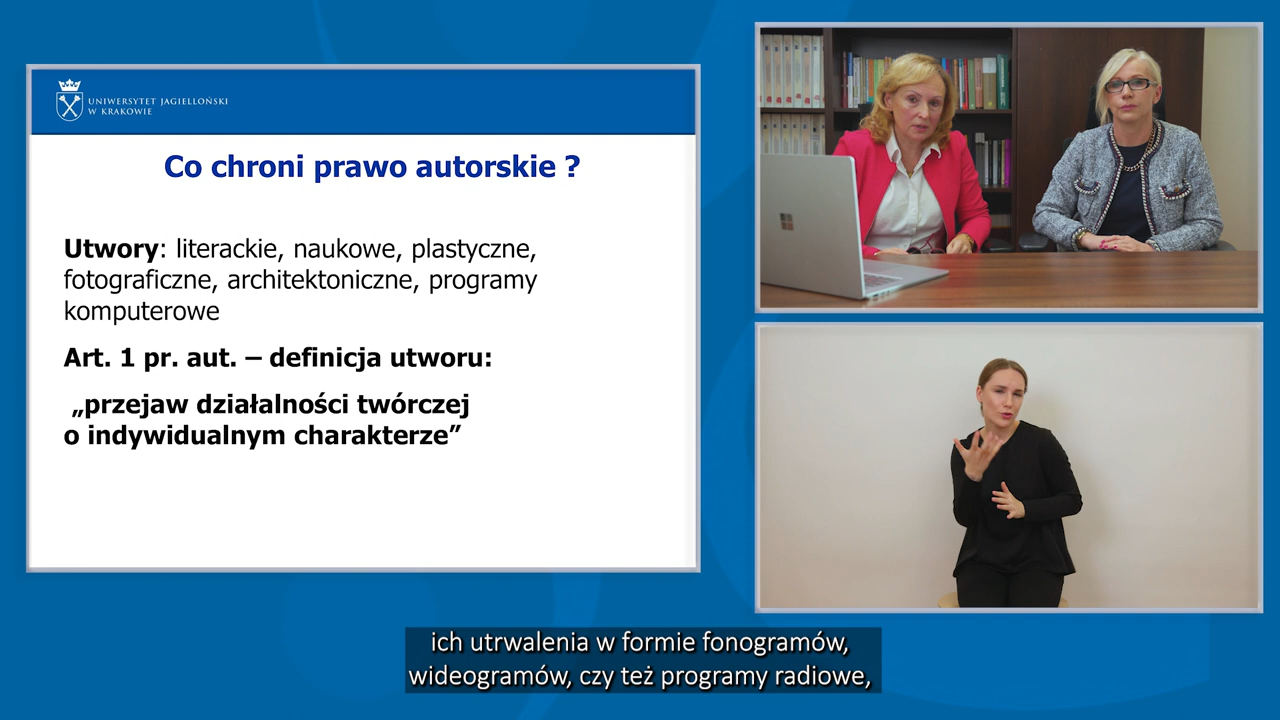 UNIWERSYTET JAGIELLOŃSKI
W KRAKOWIE
Co chroni prawo autorskie ?
Utwory: literackie, naukowe, plastyczne,
fotograficzne, architektoniczne, programy
komputerowe
Art. 1 pr. aut. – definicja utworu:
„przejaw działalności twórczej
o indywidualnym charakterze”
ich utrwalenia w formie fonogramów,
wideogramów, czy też programy radiowe,